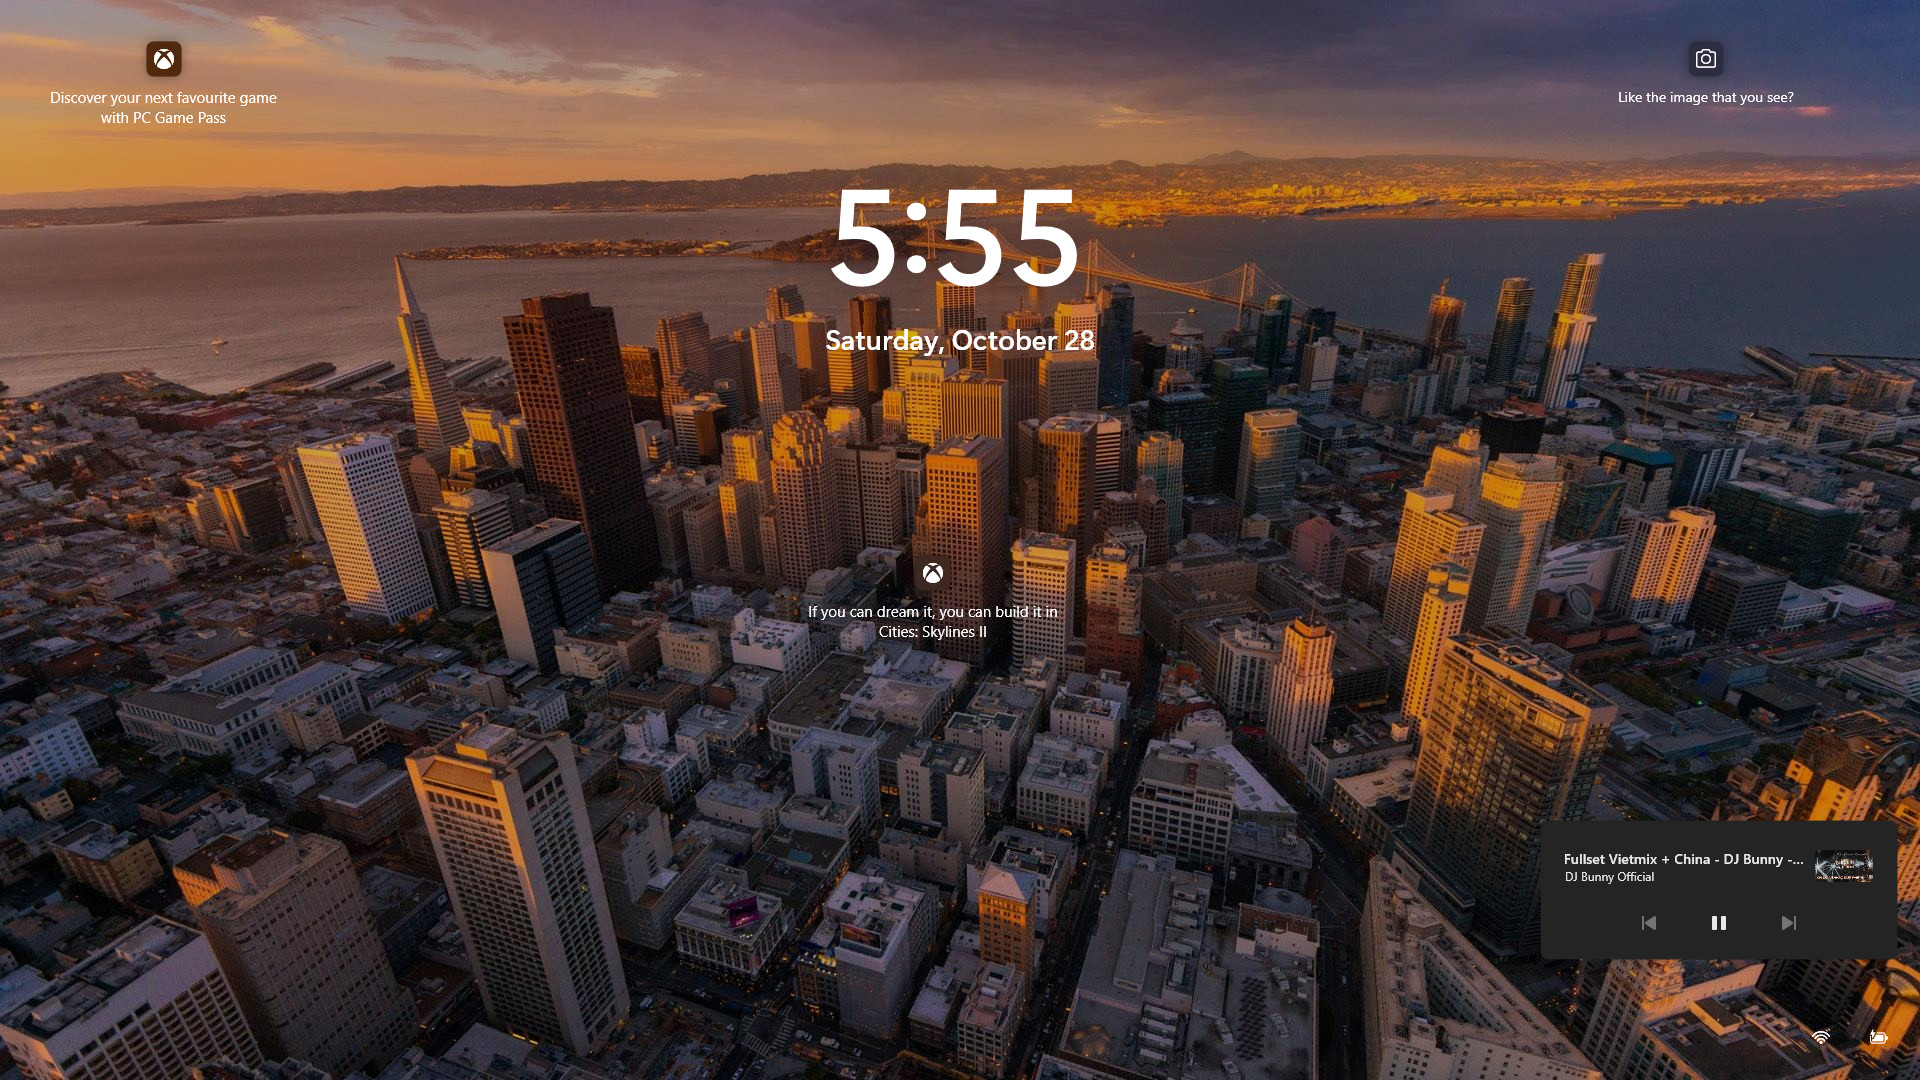 Discover your next favourite game
with PC Game Pass
Like the image that you see?
5:55
Saturday, October 28
If you can dream it, you can build it in
Cities: Skylines II
Fullset Vietmix + China - DJ Bunny -...
DJ Bunny Official